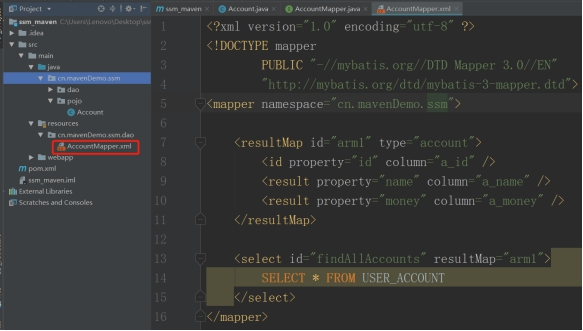 Project
ssm_maven
Account.java
AccountMapper.java
AccountMapper.xml
ssm_maven C:\Users\Lenovo\Desktop\ssm
.idea
src
main
java
cn.mavenDemo.ssm
dao
pojo
Account
resources
cn.mavenDemo.ssm.dao
AccountMapper.xml
webapp
pom.xml
ssm_maven.iml
External Libraries
Scratches and Consoles
1 <?xml version="1.0" encoding="utf-8" ?>
2 <!DOCTYPE mapper
3 PUBLIC "-//mybatis.org//DTD Mapper 3.0//EN"
4 "http://mybatis.org/dtd/mybatis-3-mapper.dtd">
5 <mapper namespace="cn.mavenDemo.ssm">
6
7 <resultMap id="arm1" type="account">
8 <id property="id" column="a_id" />
9 <result property="name" column="a_name" />
10 <result property="money" column="a_money" />
11 </resultMap>
12
13 <select id="findAllAccounts" resultMap="arm1">
14 SELECT * FROM USER_ACCOUNT
15 </select>
16 </mapper>